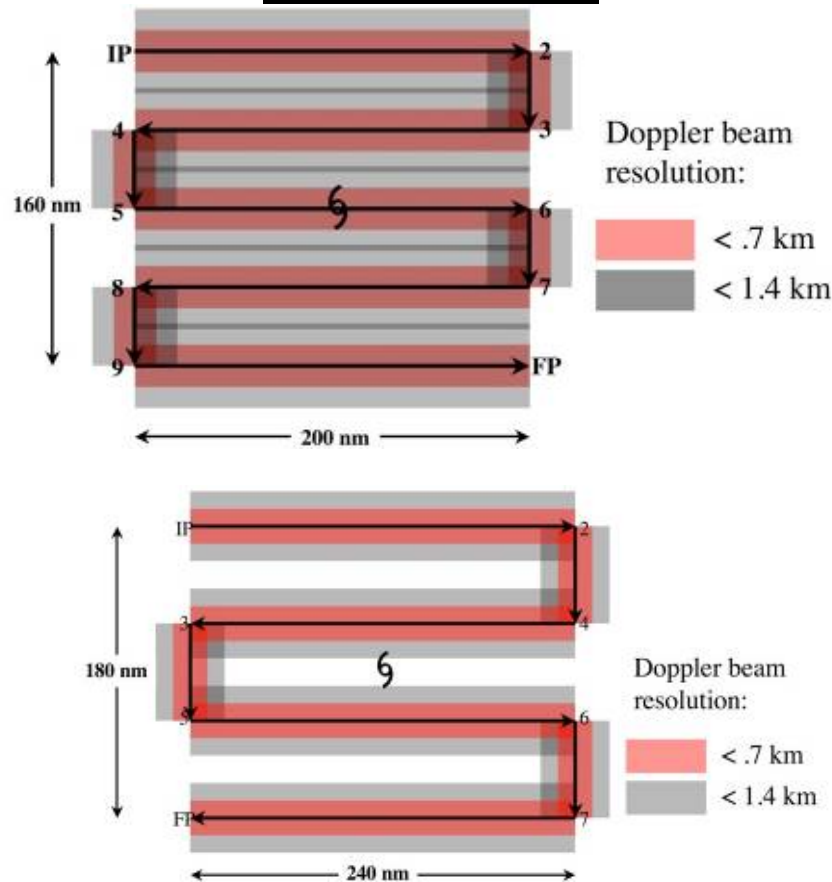 IP
2
4
3
Doppler beam
resolution:
160 nm
5
6
< .7 km
< 1.4 km
8
7
9
FP
200 nm
IP
2
3
4
180 nm
Doppler beam
resolution:
5
6
< .7 km
< 1.4 km
FP
7
240 nm